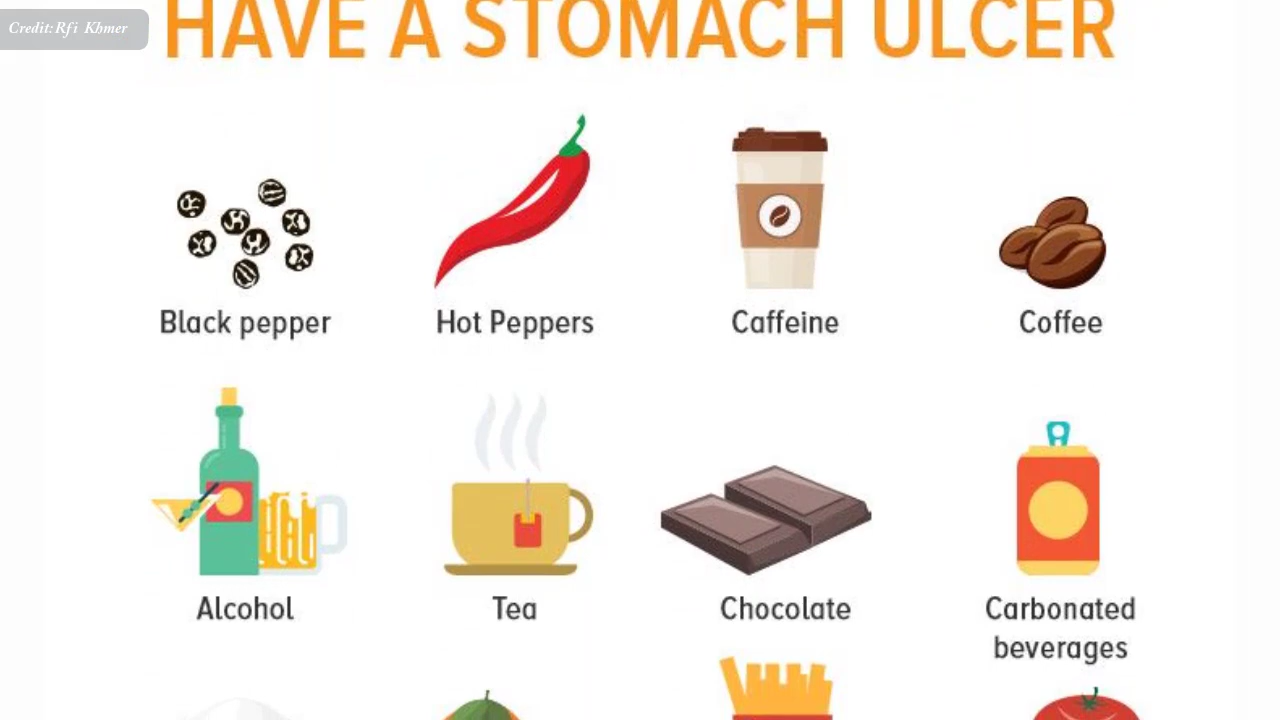 Credit:Rfi Khmer
HAVE A STOMACH ULCER
Black pepper
Hot Peppers
Caffeine
Coffee
Alcohol
Tea
Chocolate
Carbonated
beverages